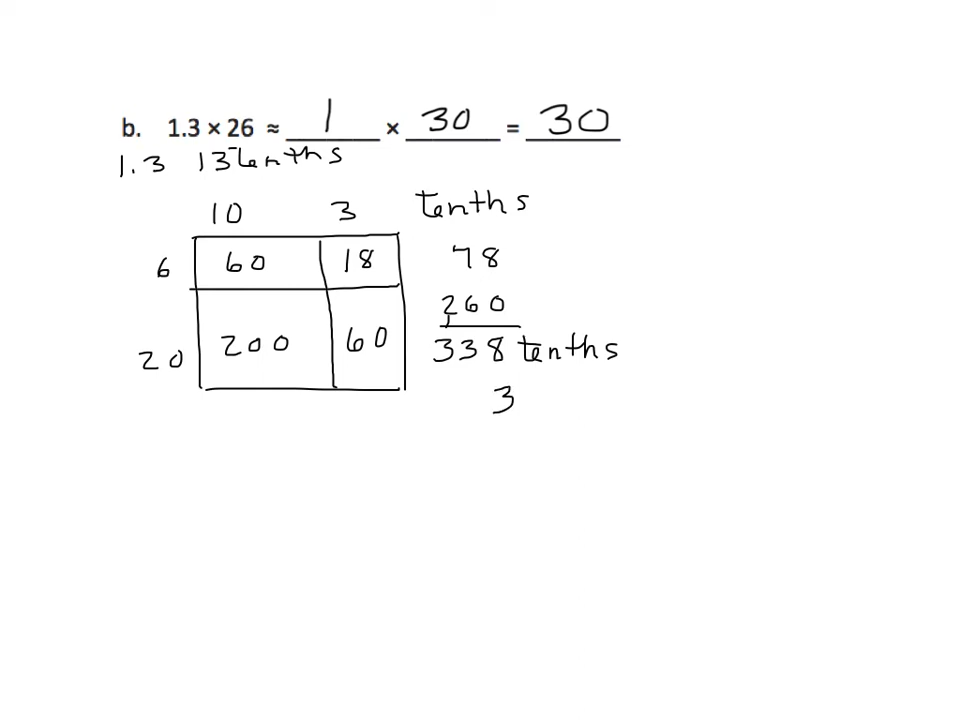 b. 1.3 × 26 ≈ 1 × 30 = 30
1.3 13 tenths
10 3 tenths
6 60 18 78
260
20 200 60 338 tenths
3